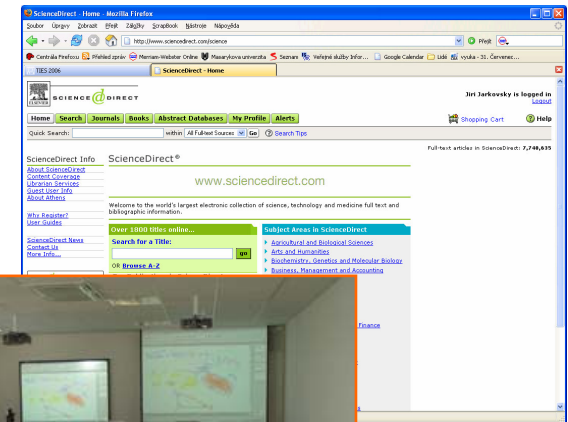 ScienceDirect - Home - Mozilla Firefox
Soubor Úpravy Zobrazit Přejít Záložky ScrapBook Nástroje Nápověda
http://www.sciencedirect.com/science Přejít
Centrála Firefoxu Přehled zpráv Merriam-Webster Online Masarykova univerzita Seznam Veřejné služby Infor... Google Calendar Lidé vyuka - 31. Červenec...
TIES 2006 ScienceDirect - Home
ELSEVIER SCIENCE @ DIRECT
Jiri Jarkovsky is logged in
Logout
Home Search Journals Books Abstract Databases My Profile Alerts Shopping Cart Help
Quick Search: within All Full-text Sources Go Search Tips
Full-text articles in ScienceDirect: 7,740,635
ScienceDirect Info
About ScienceDirect
Content Coverage
Librarian Services
Guest User Info
About Athens
Why Register?
User Guides
ScienceDirect News
Contact Us
More Info...
ScienceDirect®
www.sciencedirect.com
Welcome to the world's largest electronic collection of science, technology and medicine full text and
bibliographic information.
Over 1800 titles online...
Search for a Title:
go
OR Browse A-Z
Subject Areas in ScienceDirect
Agricultural and Biological Sciences
Arts and Humanities
Biochemistry, Genetics and Molecular Biology
Business, Management and Accounting
Finance